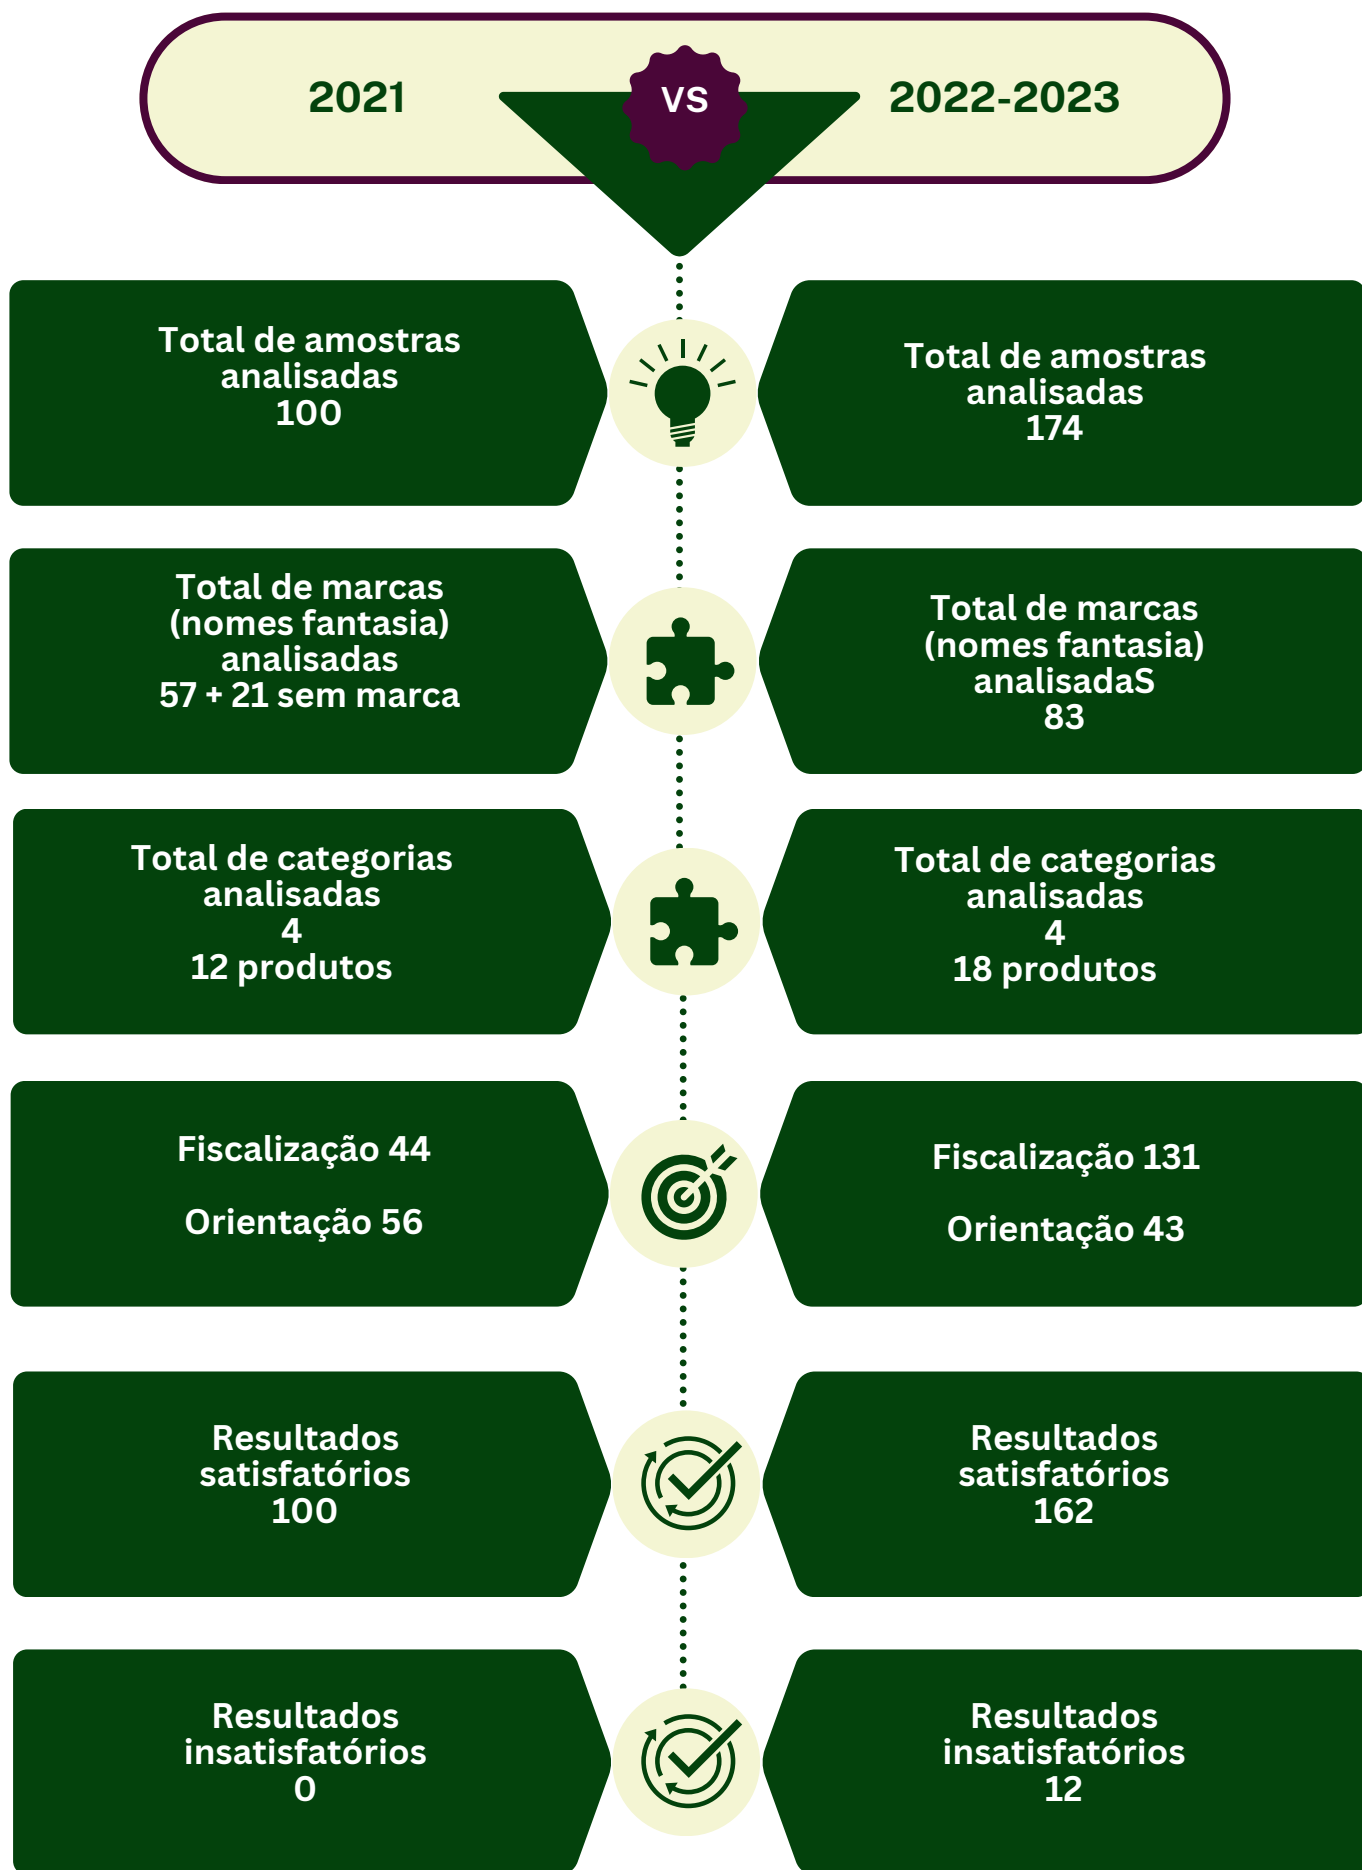 2021
VS
2022-2023
Total de amostras
analisadas
100
Total de amostras
analisadas
174
Total de marcas
(nomes fantasia)
analisadas
57 + 21 sem marca
Total de marcas
(nomes fantasia)
analisadaS
83
Total de categorias
analisadas
4
12 produtos
Total de categorias
analisadas
4
18 produtos
Fiscalização 44
Orientação 56
Fiscalização 131
Orientação 43
Resultados
satisfatórios
100
Resultados
satisfatórios
162
Resultados
insatisfatórios
0
Resultados
insatisfatórios
12